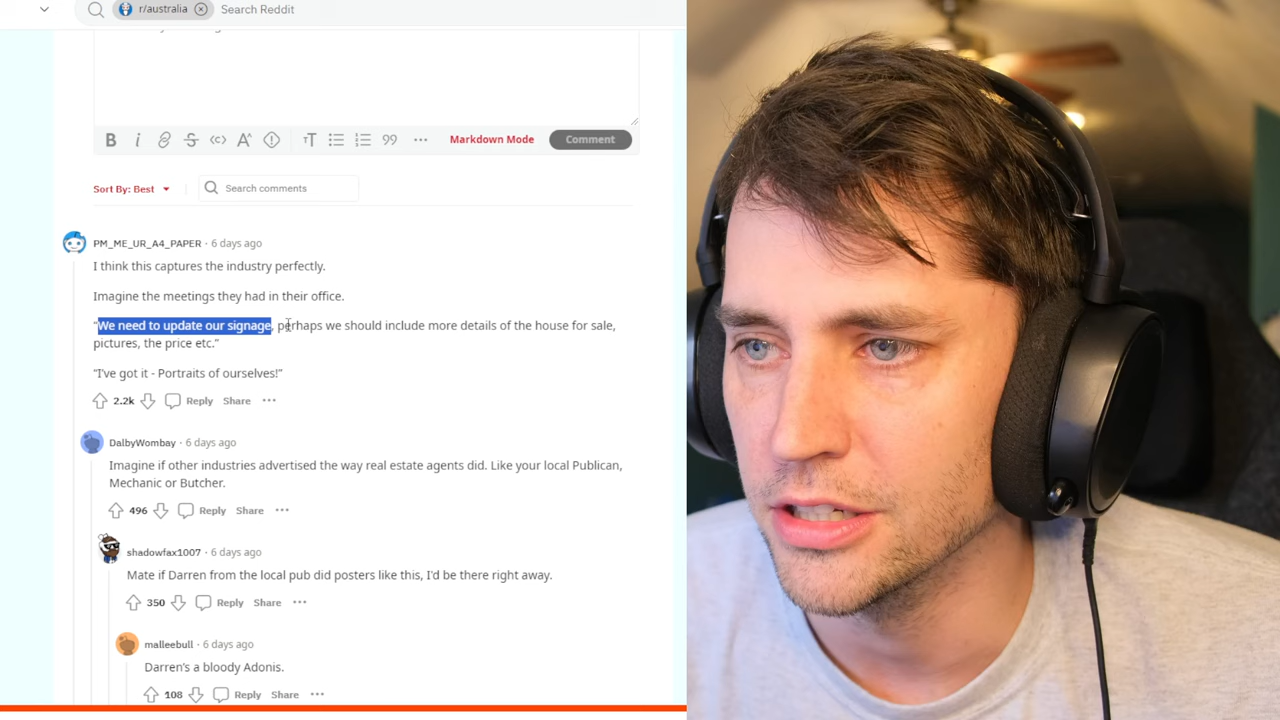 r/australia Search Reddit
B i T A 99 Markdown Mode Comment
Sort By: Best Search comments
PM_ME_UR_A4_PAPER · 6 days ago
I think this captures the industry perfectly.
Imagine the meetings they had in their office.
"We need to update our signage, perhaps we should include more details of the house for sale,
pictures, the price etc."
"I've got it - Portraits of ourselves!"
2.2k Reply Share
DalbyWombay · 6 days ago
Imagine if other industries advertised the way real estate agents did. Like your local Publican,
Mechanic or Butcher.
496 Reply Share
shadowfax1007 · 6 days ago
Mate if Darren from the local pub did posters like this, I'd be there right away.
350 Reply Share
malleebull · 6 days ago
Darren's a bloody Adonis.
108 Reply Share